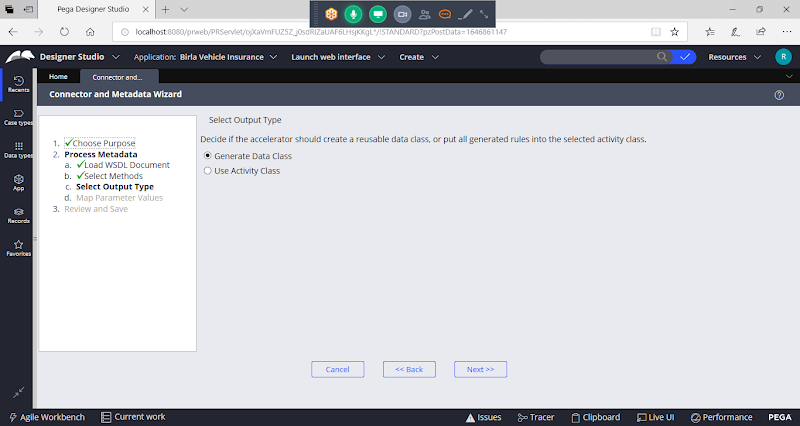 Pega Designer Studio
localhost:8080/prweb/PRServlet/ojXaVmFUZ5Z_j0sdRIZaUAF6LHsjKKgL*/!STANDARD?pzPostData=1646861147
Designer Studio Application: Birla Vehicle Insurance Launch web interface Create Resources R
Recents
Home Connector and...
Connector and Metadata Wizard
Case types
Data types
App
Records
Favorites
1. Choose Purpose
2. Process Metadata
a. Load WSDL Document
b. Select Methods
c. Select Output Type
d. Map Parameter Values
3. Review and Save
Select Output Type
Decide if the accelerator should create a reusable data class, or put all generated rules into the selected activity class.
Generate Data Class
Use Activity Class
Cancel << Back Next >>
Agile Workbench Current work Issues Tracer Clipboard Live UI Performance PEGA